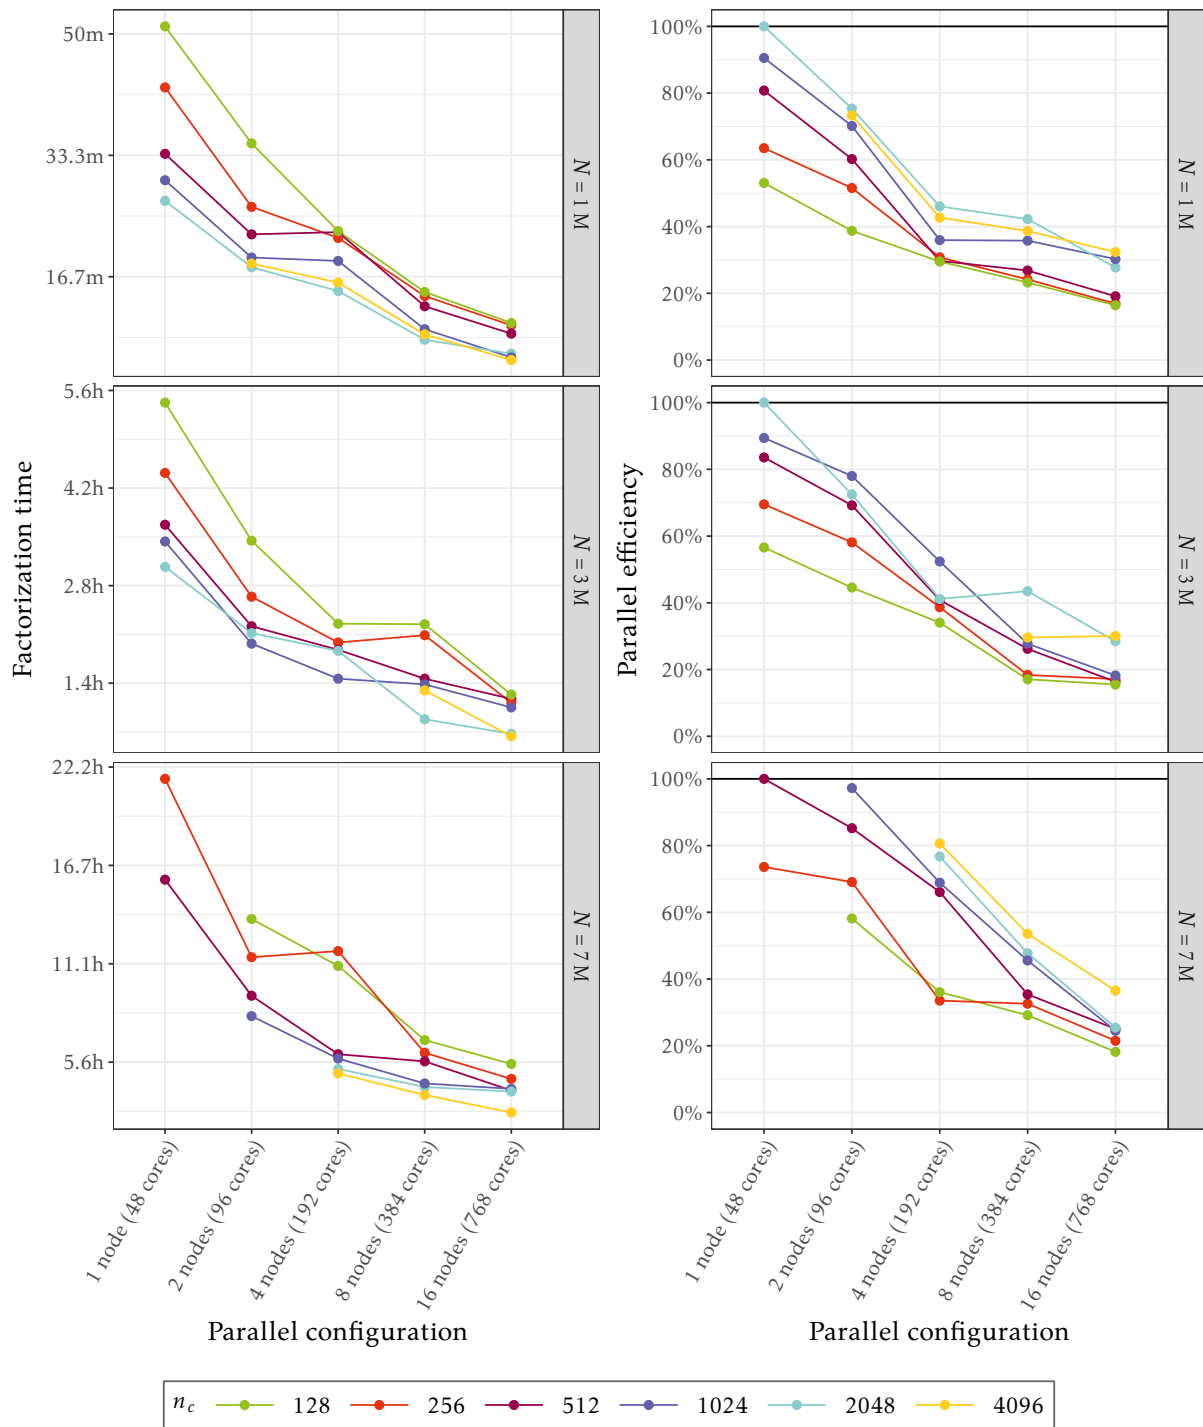 50m
33.3m
16.7m
N = 1 M
100%
80%
60%
40%
20%
0%
N = 1 M
5.6h
4.2h
2.8h
1.4h
N = 3 M
100%
80%
60%
40%
20%
0%
N = 3 M
22.2h
16.7h
11.1h
5.6h
N = 7 M
100%
80%
60%
40%
20%
0%
N = 7 M
Factorization time
Parallel efficiency
1 node (48 cores)
2 nodes (96 cores)
4 nodes (192 cores)
8 nodes (384 cores)
16 nodes (768 cores)
Parallel configuration
1 node (48 cores)
2 nodes (96 cores)
4 nodes (192 cores)
8 nodes (384 cores)
16 nodes (768 cores)
Parallel configuration
n_c 128 256 512 1024 2048 4096